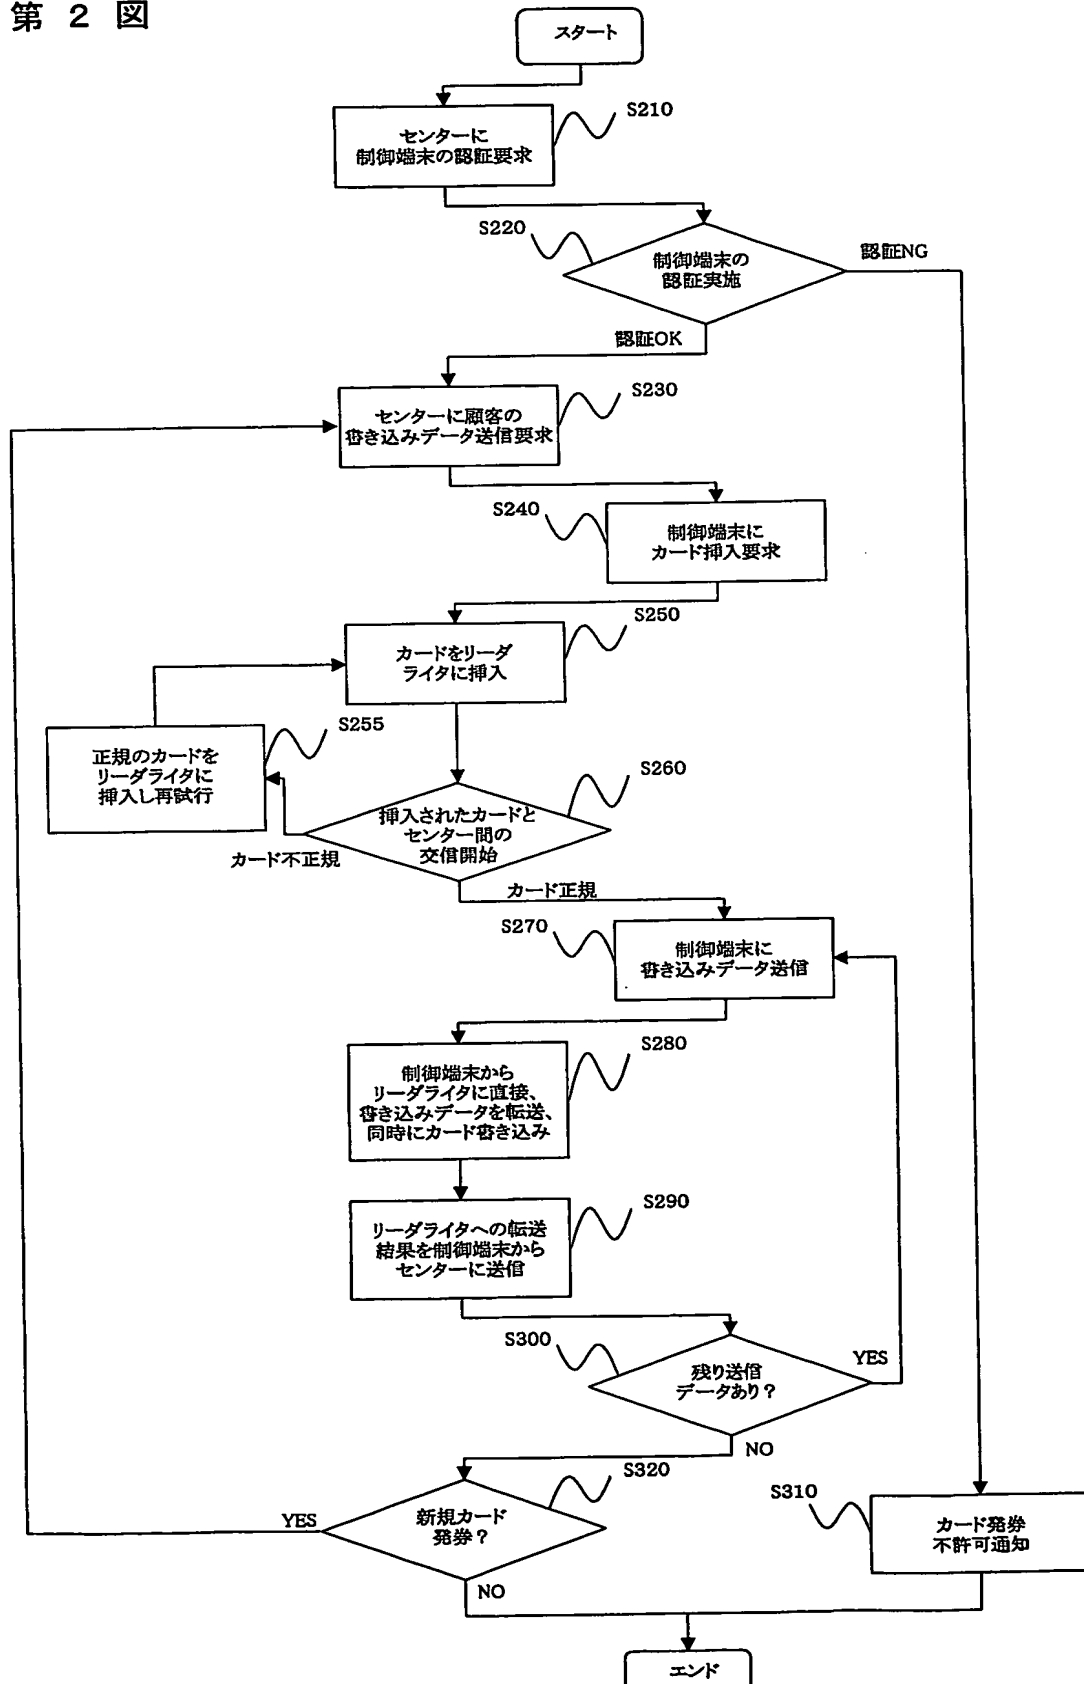 第 2 図
スタート
S210
センターに
制御端末の認証要求
S220
制御端末の
認証実施
認証NG
認証OK
S230
センターに顧客の
書き込みデータ送信要求
S240
制御端末に
カード挿入要求
S250
カードをリーダ
ライタに挿入
S255
正規のカードを
リーダライタに
挿入し再試行
S260
挿入されたカードと
センター間の
交信開始
カード不正規
カード正規
S270
制御端末に
書き込みデータ送信
S280
制御端末から
リーダライタに直接、
書き込みデータを転送、
同時にカード書き込み
S290
リーダライタへの転送
結果を制御端末から
センターに送信
S300
残り送信
データあり？
YES
NO
S320
新規カード
発券？
YES
NO
S310
カード発券
不許可通知
エンド